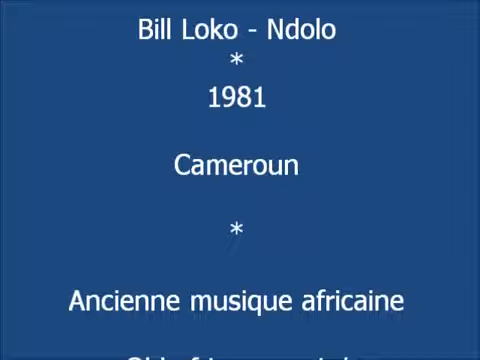 Bill Loko - Ndolo
*
1981
Cameroun
*
Ancienne musique africaine